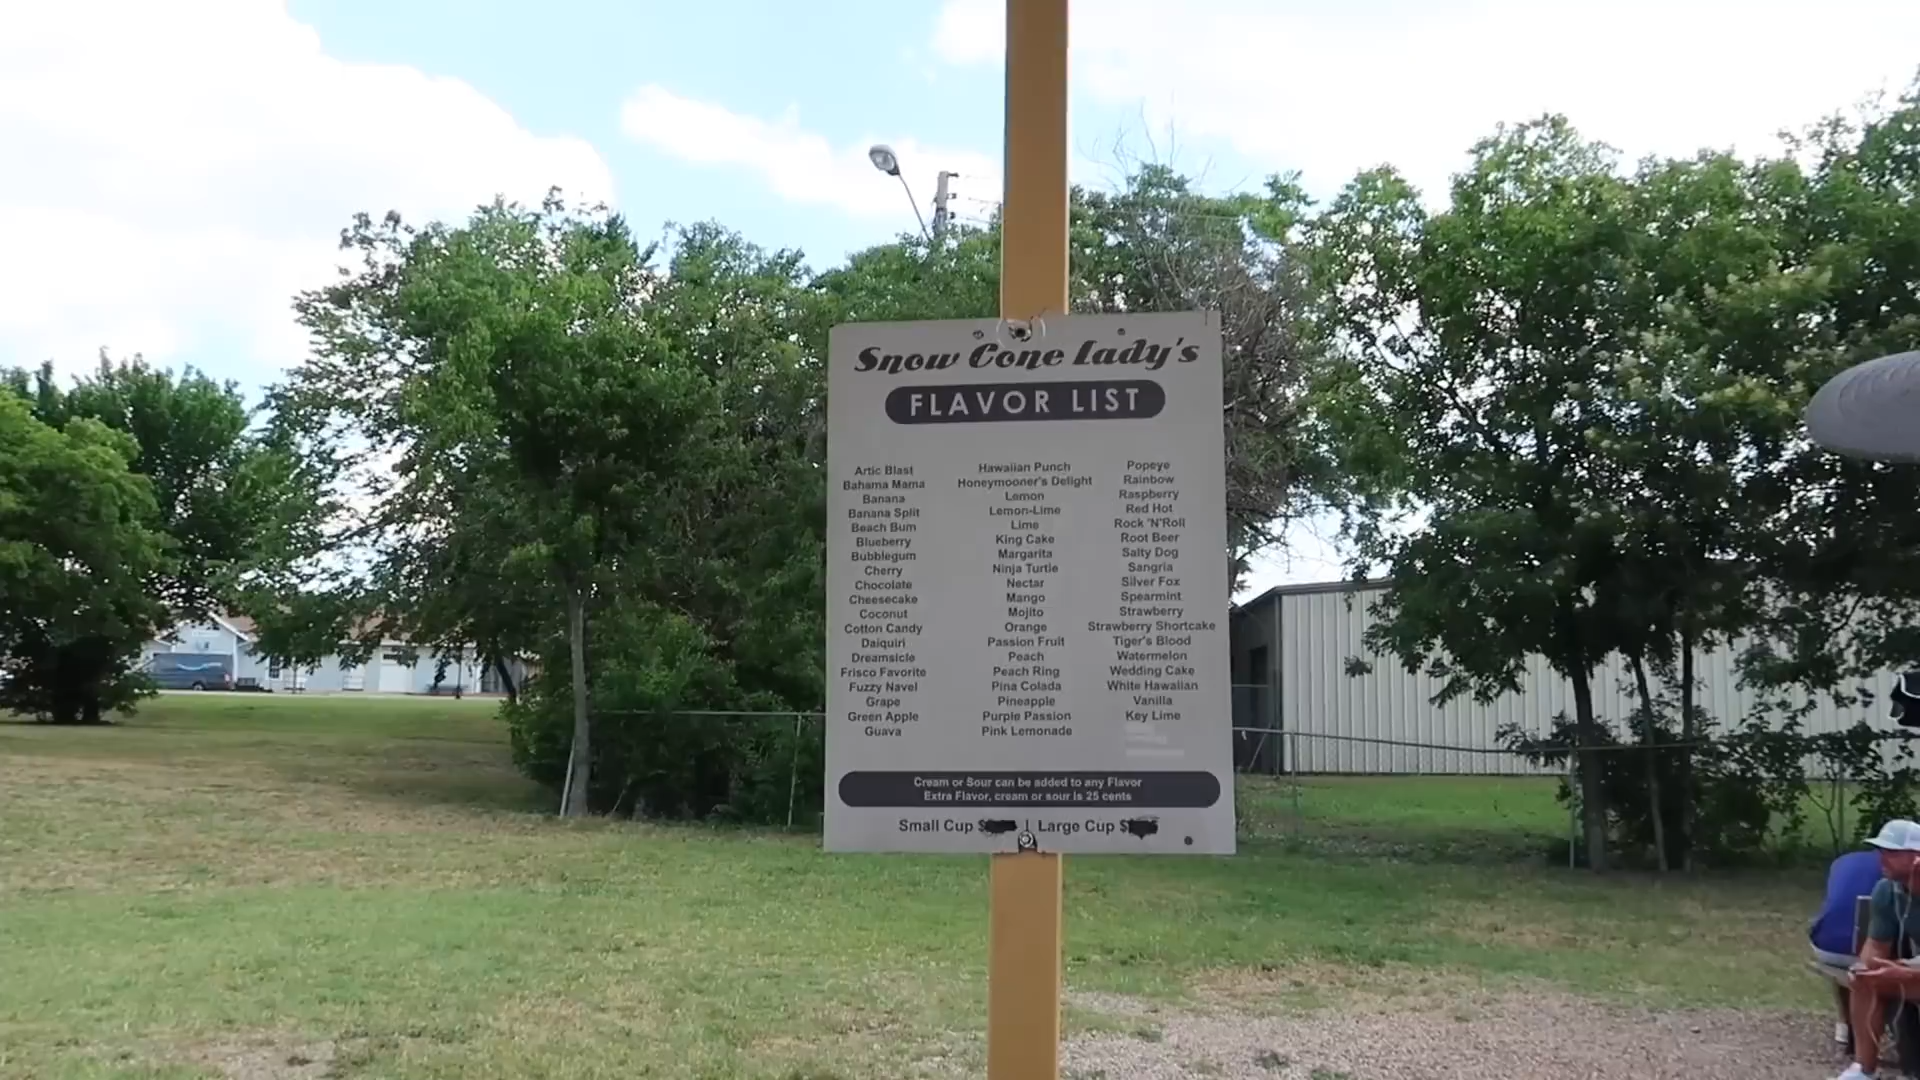 Snow Cone Lady's
FLAVOR LIST
Artic Blast
Bahama Mama
Banana
Banana Split
Beach Bum
Blueberry
Bubblegum
Cherry
Chocolate
Cheesecake
Coconut
Cotton Candy
Daiquiri
Dreamsicle
Frisco Favorite
Fuzzy Navel
Grape
Green Apple
Guava
Hawaiian Punch
Honeymooner's Delight
Lemon
Lemon-Lime
Lime
King Cake
Margarita
Ninja Turtle
Nectar
Mango
Mojito
Orange
Passion Fruit
Peach
Peach Ring
Pina Colada
Pineapple
Purple Passion
Pink Lemonade
Popeye
Rainbow
Raspberry
Red Hot
Rock 'N'Roll
Root Beer
Salty Dog
Sangria
Silver Fox
Spearmint
Strawberry
Strawberry Shortcake
Tiger's Blood
Watermelon
Wedding Cake
White Hawaiian
Vanilla
Key Lime
Cream or Sour can be added to any Flavor
Extra Flavor, cream or sour is 25 cents
Small Cup $ | Large Cup $